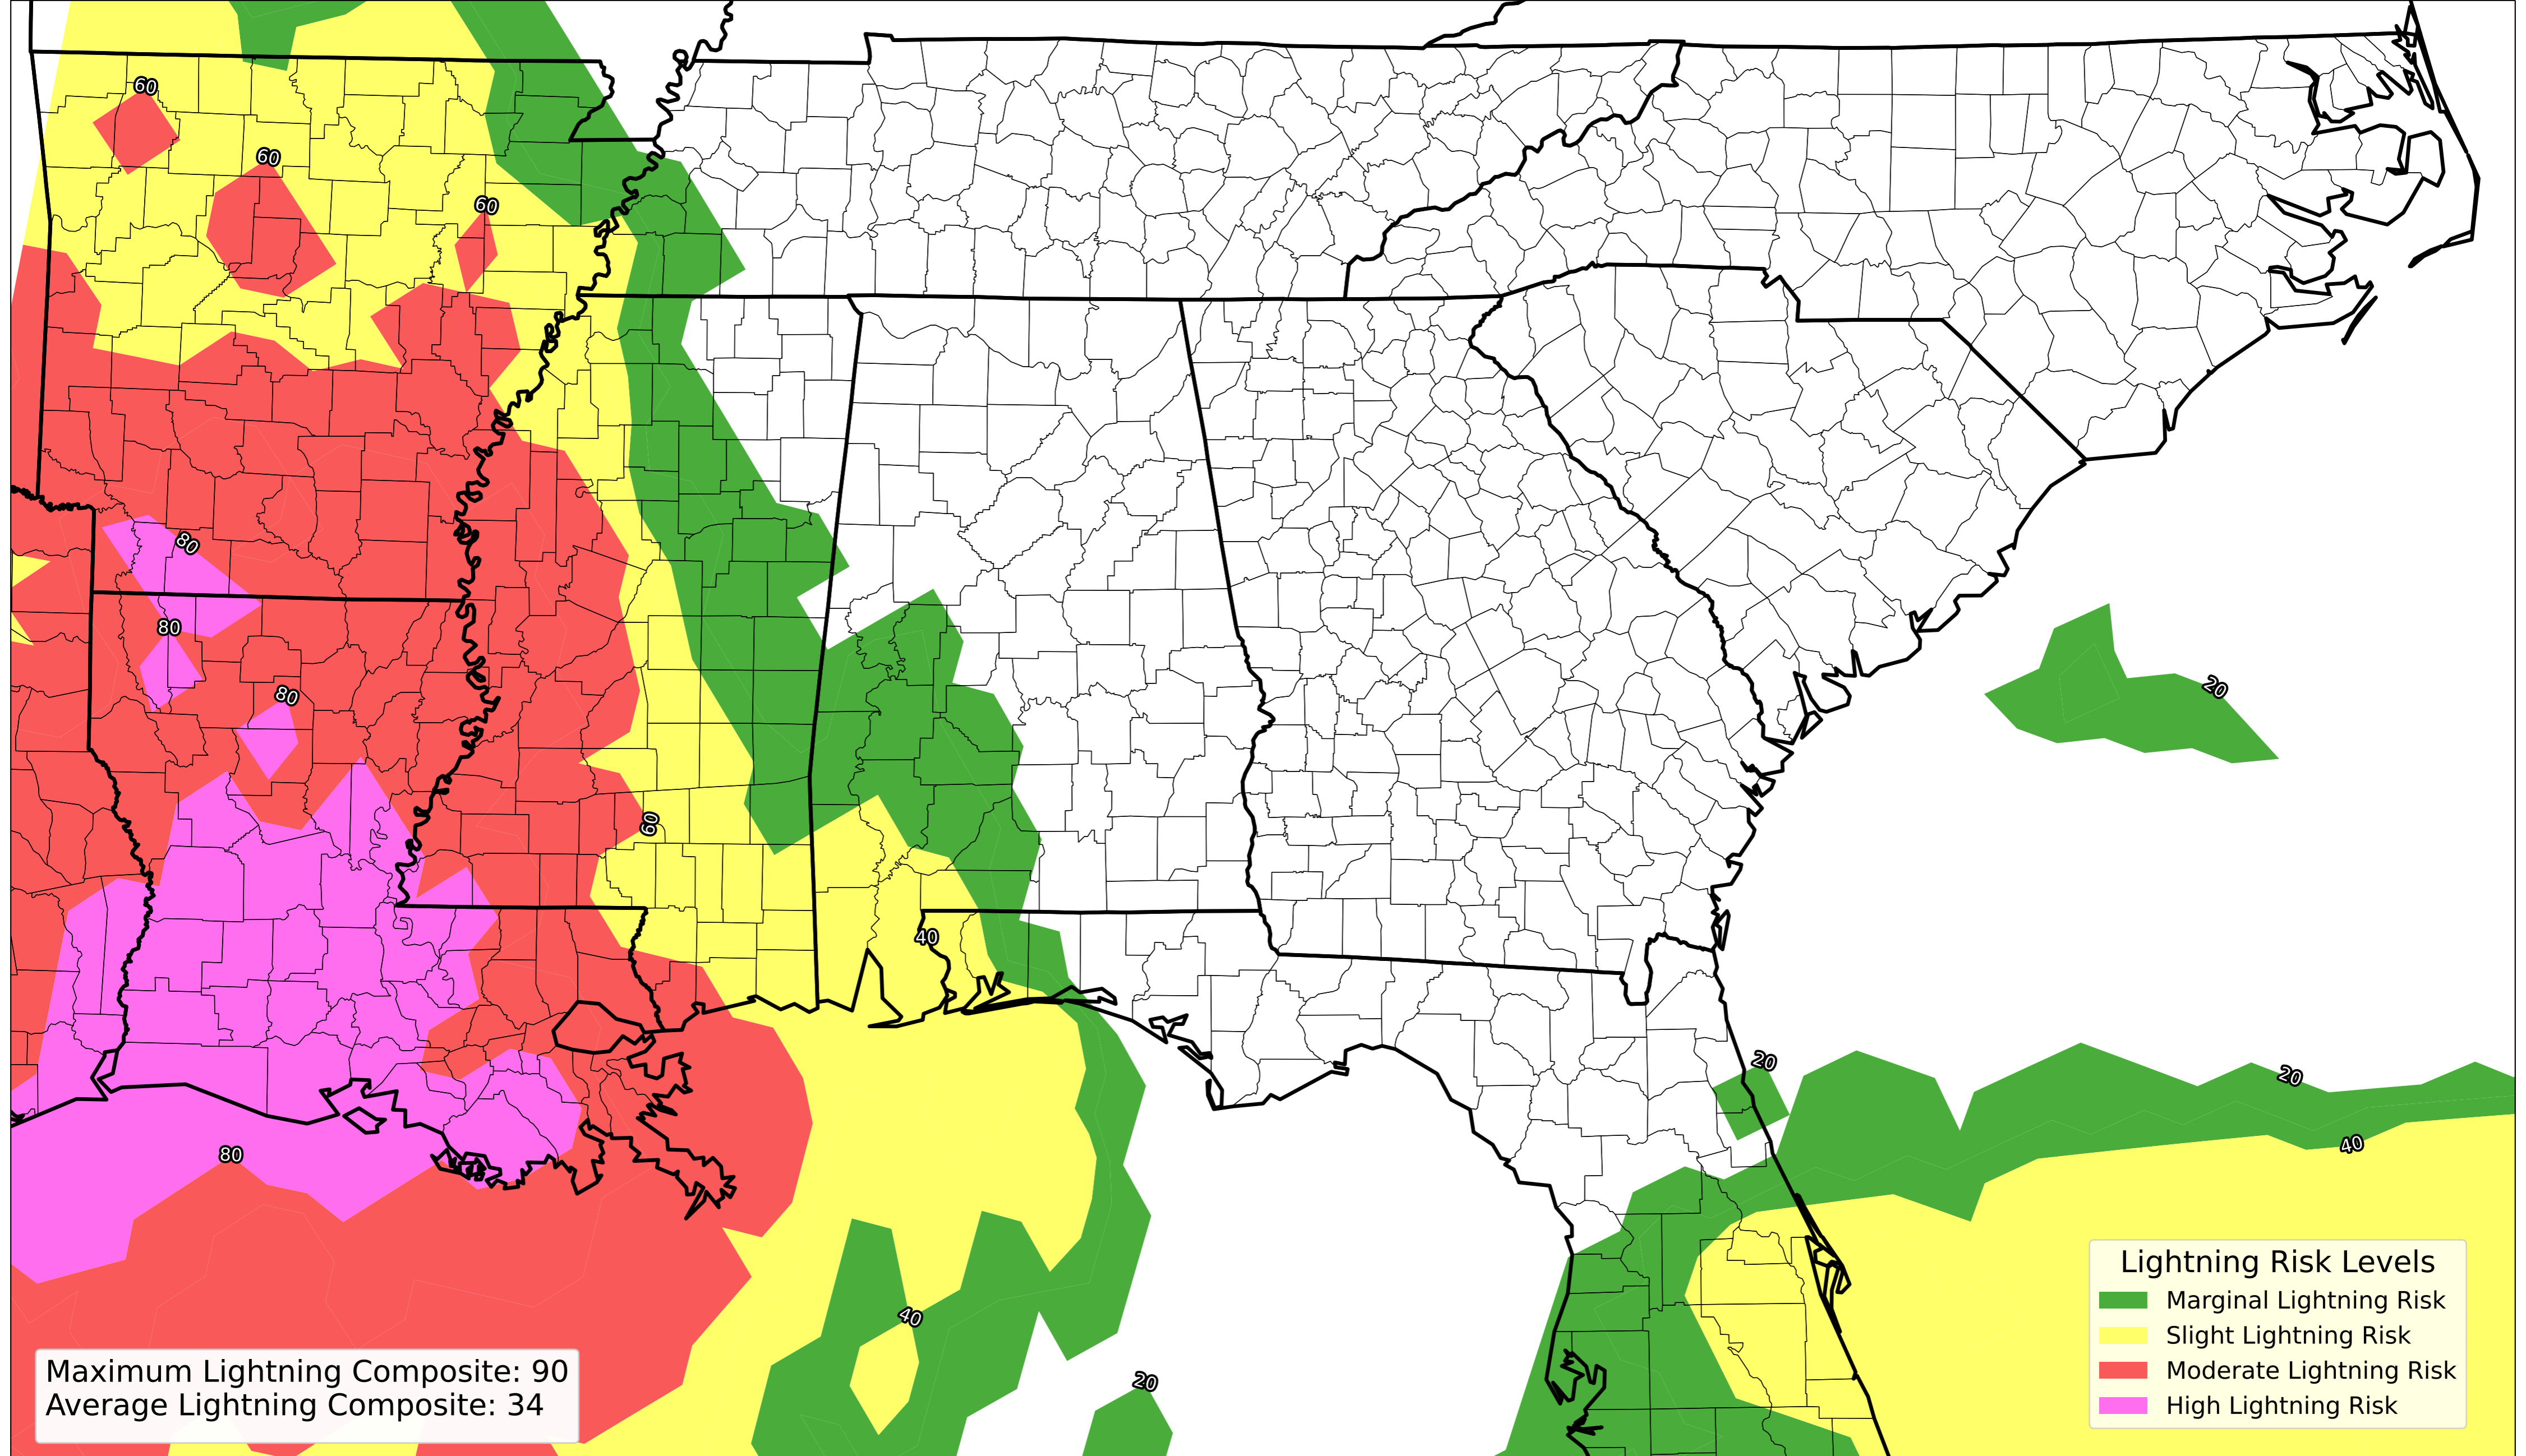 60
60
60
80
80
80
60
40
20
20
20
40
80
40
20
Lightning Risk Levels
Marginal Lightning Risk
Slight Lightning Risk
Moderate Lightning Risk
High Lightning Risk
Maximum Lightning Composite: 90
Average Lightning Composite: 34